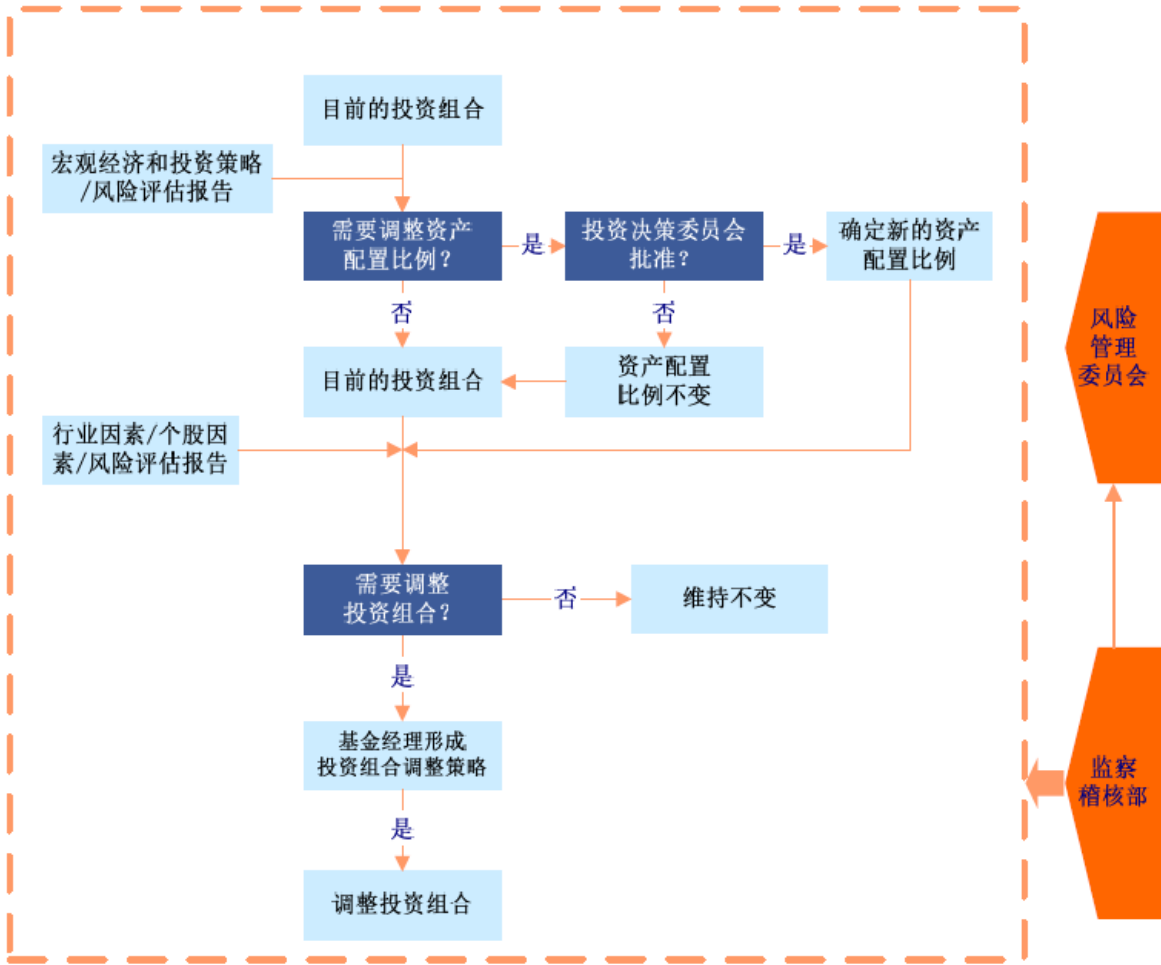 目前的投资组合
宏观经济和投资策略
/风险评估报告
需要调整资产
配置比例？
是
投资决策委员会
批准？
是
确定新的资产
配置比例
否
否
目前的投资组合
资产配置
比例不变
行业因素/个股因
素/风险评估报告
需要调整
投资组合？
否
维持不变
是
基金经理形成
投资组合调整策略
是
调整投资组合
风险
管理
委员会
监察
稽核部